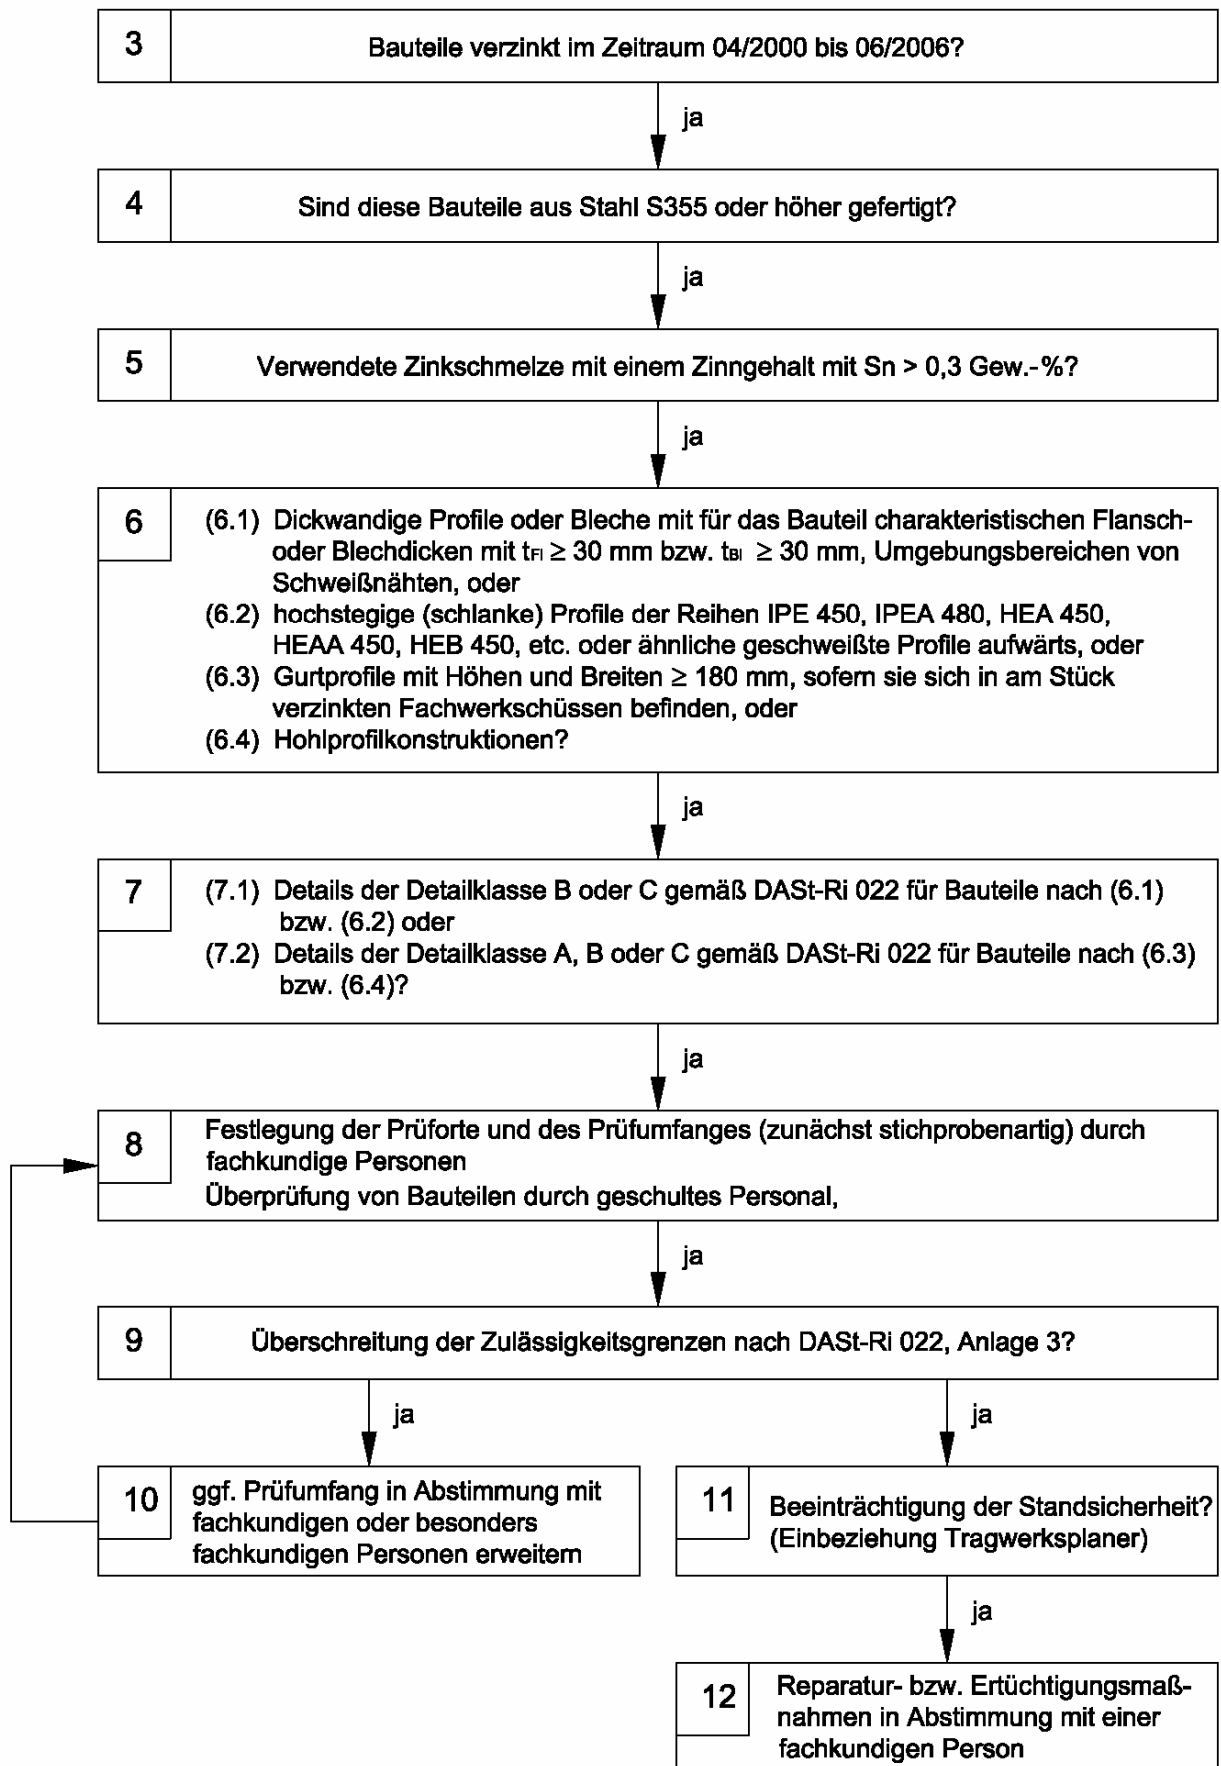 3
Bauteile verzinkt im Zeitraum 04/2000 bis 06/2006?
ja
4
Sind diese Bauteile aus Stahl S355 oder höher gefertigt?
ja
5
Verwendete Zinkschmelze mit einem Zinngehalt mit Sn > 0,3 Gew.-%?
ja
6
(6.1) Dickwandige Profile oder Bleche mit für das Bauteil charakteristischen Flansch-
oder Blechdicken mit tFl ≥ 30 mm bzw. tBl ≥ 30 mm, Umgebungsbereichen von
Schweißnähten, oder
(6.2) hochstegige (schlanke) Profile der Reihen IPE 450, IPEA 480, HEA 450,
HEAA 450, HEB 450, etc. oder ähnliche geschweißte Profile aufwärts, oder
(6.3) Gurtprofile mit Höhen und Breiten ≥ 180 mm, sofern sie sich in am Stück
verzinkten Fachwerkschüssen befinden, oder
(6.4) Hohlprofilkonstruktionen?
ja
7
(7.1) Details der Detailklasse B oder C gemäß DASt-Ri 022 für Bauteile nach (6.1)
bzw. (6.2) oder
(7.2) Details der Detailklasse A, B oder C gemäß DASt-Ri 022 für Bauteile nach (6.3)
bzw. (6.4)?
ja
8
Festlegung der Prüforte und des Prüfumfanges (zunächst stichprobenartig) durch
fachkundige Personen
Überprüfung von Bauteilen durch geschultes Personal,
ja
9
Überschreitung der Zulässigkeitsgrenzen nach DASt-Ri 022, Anlage 3?
ja
ja
10
ggf. Prüfumfang in Abstimmung mit
fachkundigen oder besonders
fachkundigen Personen erweitern
11
Beeinträchtigung der Standsicherheit?
(Einbeziehung Tragwerksplaner)
ja
12
Reparatur- bzw. Ertüchtigungsmaß-
nahmen in Abstimmung mit einer
fachkundigen Person